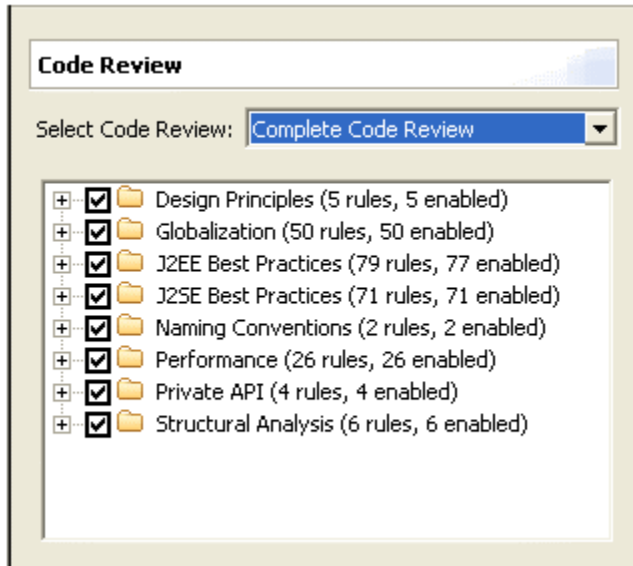 Code Review
Select Code Review: Complete Code Review
Design Principles (5 rules, 5 enabled)
Globalization (50 rules, 50 enabled)
J2EE Best Practices (79 rules, 77 enabled)
J2SE Best Practices (71 rules, 71 enabled)
Naming Conventions (2 rules, 2 enabled)
Performance (26 rules, 26 enabled)
Private API (4 rules, 4 enabled)
Structural Analysis (6 rules, 6 enabled)